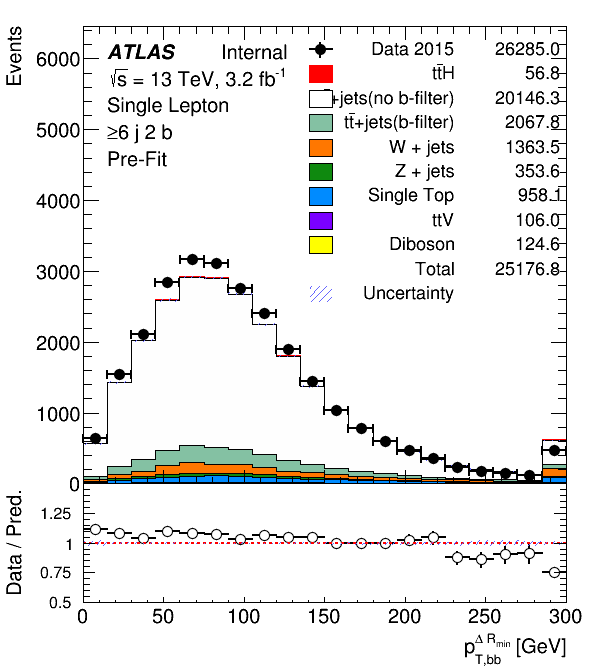 Events
6000
5000
4000
3000
2000
1000
0
ATLAS Internal
√s = 13 TeV, 3.2 fb-1
Single Lepton
≥6 j 2 b
Pre-Fit
Data 2015 26285.0
tt̄H 56.8
+jets(no b-filter) 20146.3
tt̄+jets(b-filter) 2067.8
W + jets 1363.5
Z + jets 353.6
Single Top 958.1
ttV 106.0
Diboson 124.6
Total 25176.8
Uncertainty
Data / Pred.
1.25
1
0.75
0.5
0 50 100 150 200 250 300
p T,bb Δ Rmin [GeV]